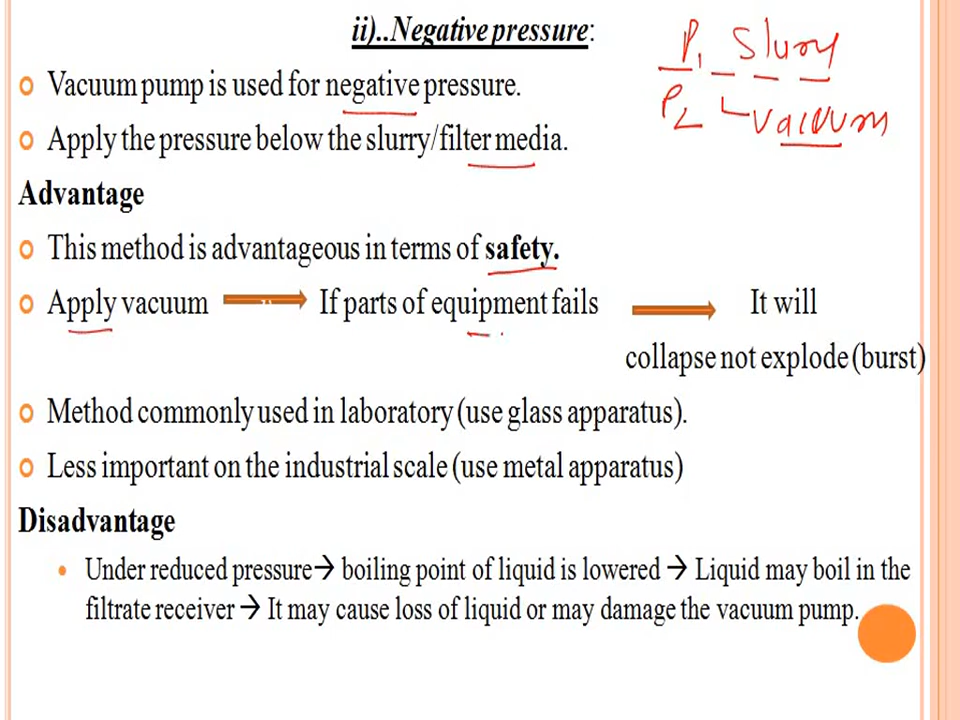 ii)..Negative pressure:
P1 Slurry
Vacuum pump is used for negative pressure.
P2 Vacuum
Apply the pressure below the slurry/filter media.
Advantage
This method is advantageous in terms of safety.
Apply vacuum If parts of equipment fails It will
collapse not explode (burst)
Method commonly used in laboratory (use glass apparatus).
Less important on the industrial scale (use metal apparatus)
Disadvantage
Under reduced pressure→ boiling point of liquid is lowered → Liquid may boil in the
filtrate receiver → It may cause loss of liquid or may damage the vacuum pump.